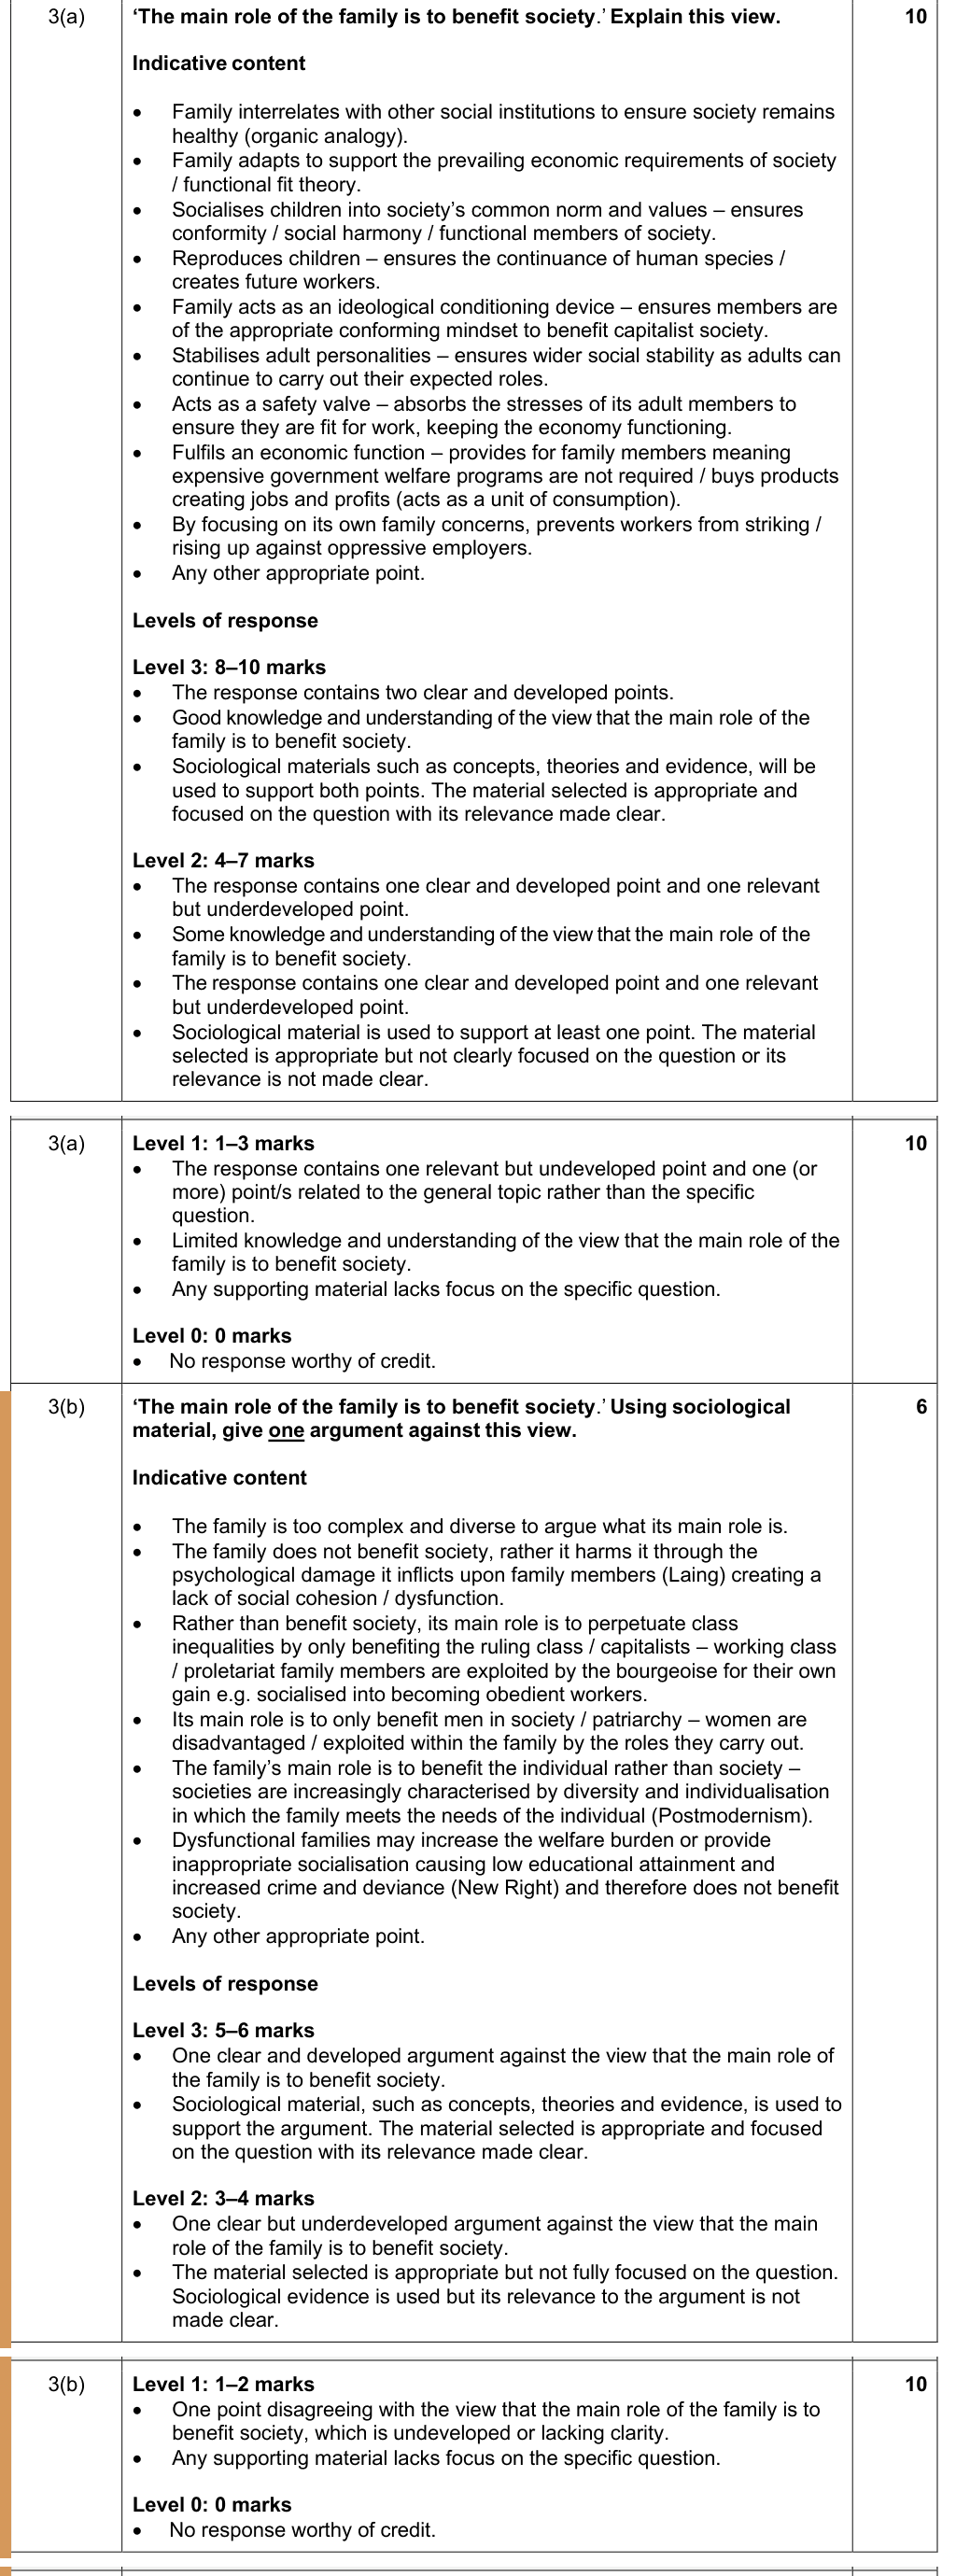 3(a) ‘The main role of the family is to benefit society.’ Explain this view. 10
Indicative content
• Family interrelates with other social institutions to ensure society remains
healthy (organic analogy).
• Family adapts to support the prevailing economic requirements of society
/ functional fit theory.
• Socialises children into society’s common norm and values – ensures
conformity / social harmony / functional members of society.
• Reproduces children – ensures the continuance of human species /
creates future workers.
• Family acts as an ideological conditioning device – ensures members are
of the appropriate conforming mindset to benefit capitalist society.
• Stabilises adult personalities – ensures wider social stability as adults can
continue to carry out their expected roles.
• Acts as a safety valve – absorbs the stresses of its adult members to
ensure they are fit for work, keeping the economy functioning.
• Fulfils an economic function – provides for family members meaning
expensive government welfare programs are not required / buys products
creating jobs and profits (acts as a unit of consumption).
• By focusing on its own family concerns, prevents workers from striking /
rising up against oppressive employers.
• Any other appropriate point.
Levels of response
Level 3: 8–10 marks
• The response contains two clear and developed points.
• Good knowledge and understanding of the view that the main role of the
family is to benefit society.
• Sociological materials such as concepts, theories and evidence, will be
used to support both points. The material selected is appropriate and
focused on the question with its relevance made clear.
Level 2: 4–7 marks
• The response contains one clear and developed point and one relevant
but underdeveloped point.
• Some knowledge and understanding of the view that the main role of the
family is to benefit society.
• The response contains one clear and developed point and one relevant
but underdeveloped point.
• Sociological material is used to support at least one point. The material
selected is appropriate but not clearly focused on the question or its
relevance is not made clear.
3(a) Level 1: 1–3 marks 10
• The response contains one relevant but undeveloped point and one (or
more) point/s related to the general topic rather than the specific
question.
• Limited knowledge and understanding of the view that the main role of the
family is to benefit society.
• Any supporting material lacks focus on the specific question.
Level 0: 0 marks
• No response worthy of credit.
3(b) ‘The main role of the family is to benefit society.’ Using sociological 6
material, give one argument against this view.
Indicative content
• The family is too complex and diverse to argue what its main role is.
• The family does not benefit society, rather it harms it through the
psychological damage it inflicts upon family members (Laing) creating a
lack of social cohesion / dysfunction.
• Rather than benefit society, its main role is to perpetuate class
inequalities by only benefiting the ruling class / capitalists – working class
/ proletariat family members are exploited by the bourgeoise for their own
gain e.g. socialised into becoming obedient workers.
• Its main role is to only benefit men in society / patriarchy – women are
disadvantaged / exploited within the family by the roles they carry out.
• The family’s main role is to benefit the individual rather than society –
societies are increasingly characterised by diversity and individualisation
in which the family meets the needs of the individual (Postmodernism).
• Dysfunctional families may increase the welfare burden or provide
inappropriate socialisation causing low educational attainment and
increased crime and deviance (New Right) and therefore does not benefit
society.
• Any other appropriate point.
Levels of response
Level 3: 5–6 marks
• One clear and developed argument against the view that the main role of
the family is to benefit society.
• Sociological material, such as concepts, theories and evidence, is used to
support the argument. The material selected is appropriate and focused
on the question with its relevance made clear.
Level 2: 3–4 marks
• One clear but underdeveloped argument against the view that the main
role of the family is to benefit society.
• The material selected is appropriate but not fully focused on the question.
Sociological evidence is used but its relevance to the argument is not
made clear.
3(b) Level 1: 1–2 marks 10
• One point disagreeing with the view that the main role of the family is to
benefit society, which is undeveloped or lacking clarity.
• Any supporting material lacks focus on the specific question.
Level 0: 0 marks
• No response worthy of credit.